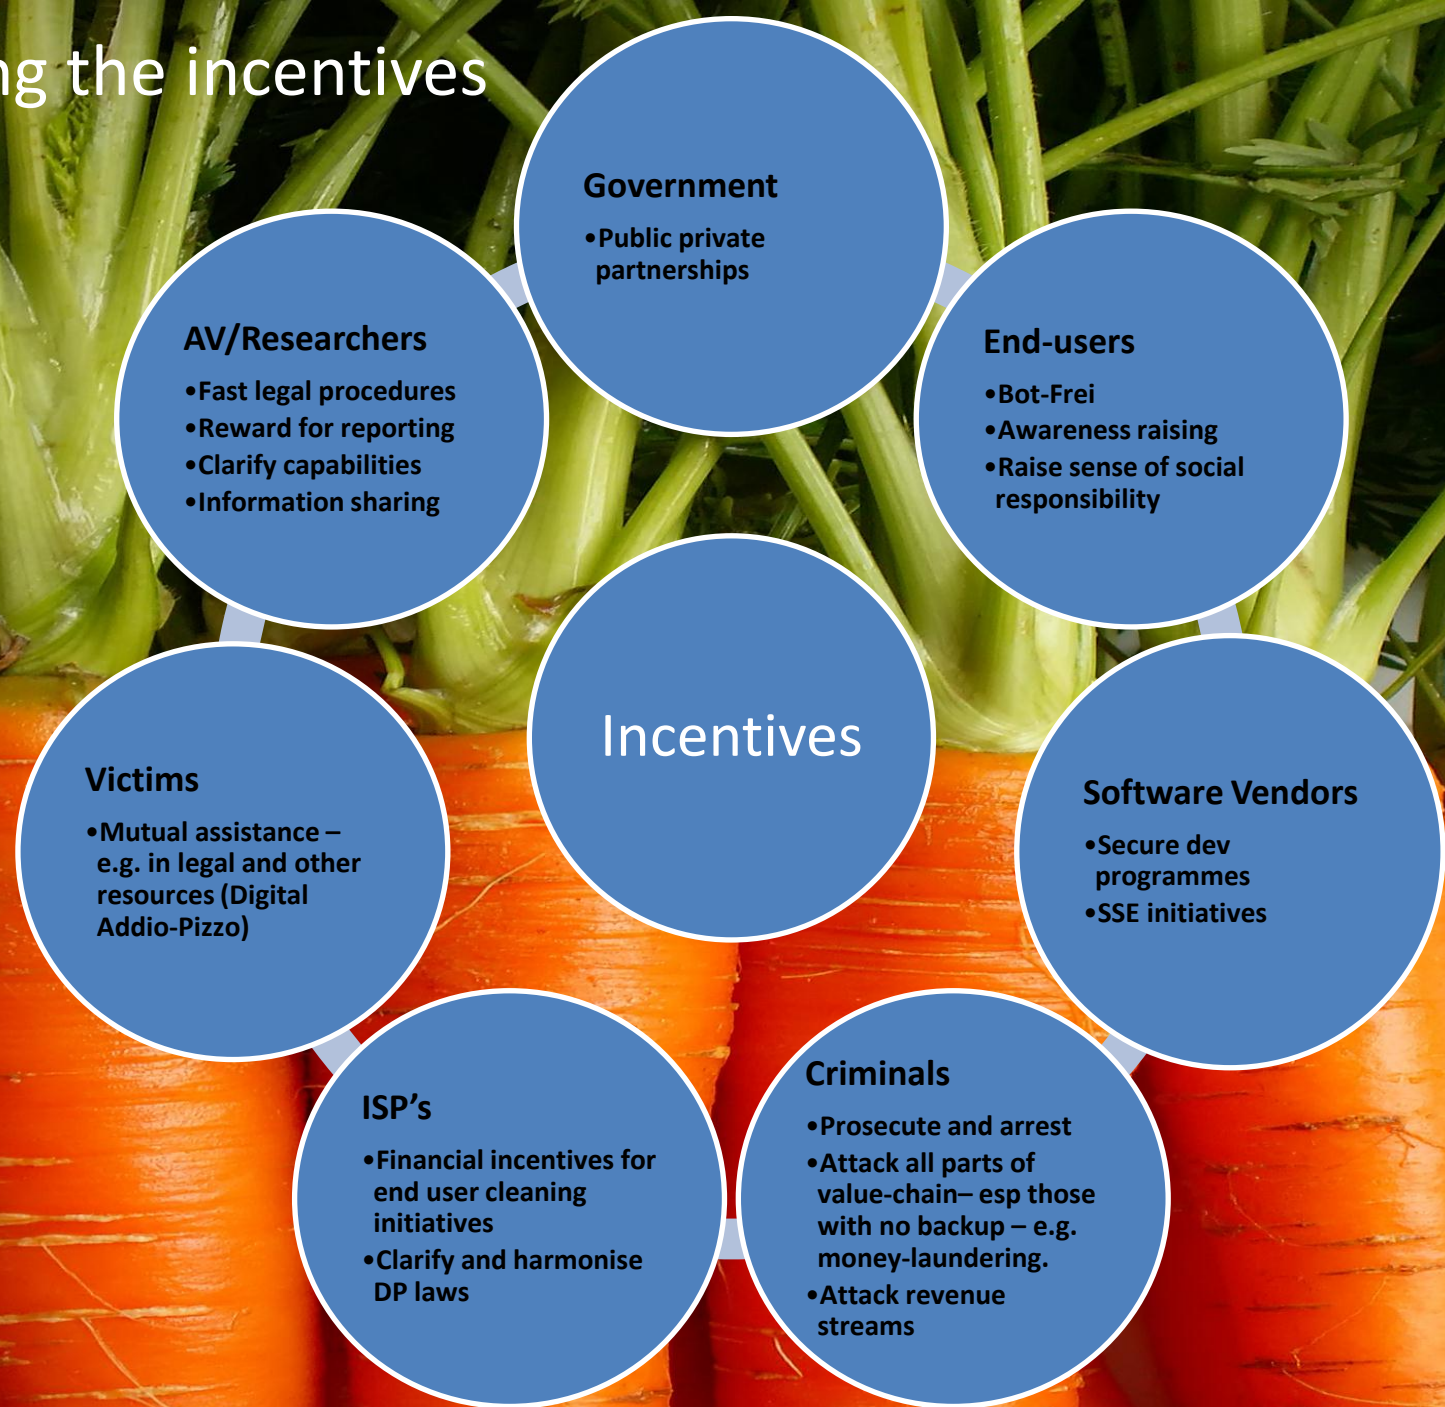 ng the incentives
Government
•Public private
partnerships
AV/Researchers
•Fast legal procedures
•Reward for reporting
•Clarify capabilities
•Information sharing
End-users
•Bot-Frei
•Awareness raising
•Raise sense of social
responsibility
Incentives
Victims
•Mutual assistance –
e.g. in legal and other
resources (Digital
Addio-Pizzo)
Software Vendors
•Secure dev
programmes
•SSE initiatives
ISP’s
•Financial incentives for
end user cleaning
initiatives
•Clarify and harmonise
DP laws
Criminals
•Prosecute and arrest
•Attack all parts of
value-chain– esp those
with no backup – e.g.
money-laundering.
•Attack revenue
streams